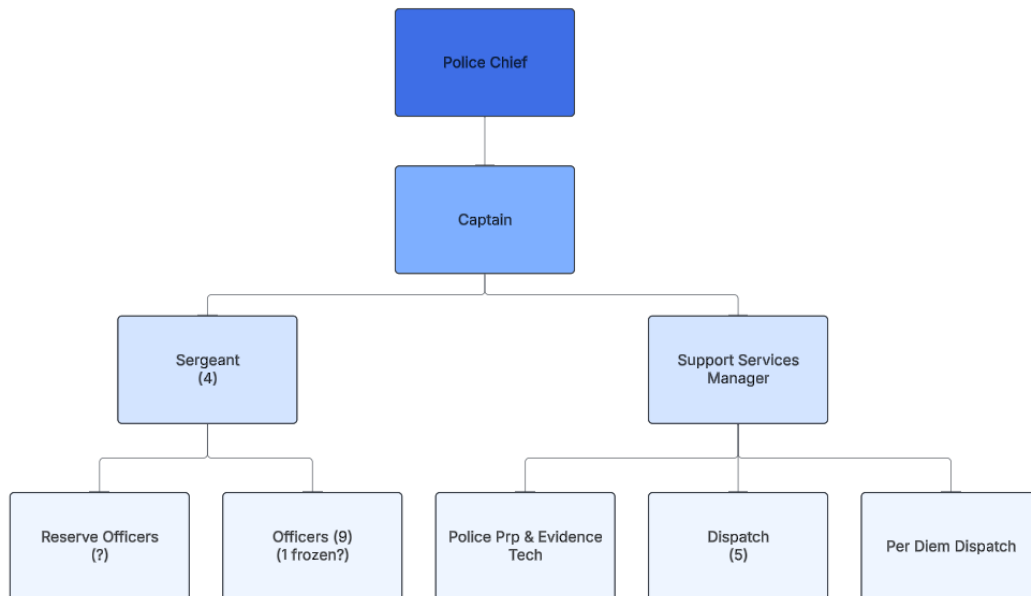 Police Chief
Captain
Sergeant
(4)
Support Services
Manager
Reserve Officers
(?)
Officers (9)
(1 frozen?)
Police Prp & Evidence
Tech
Dispatch
(5)
Per Diem Dispatch